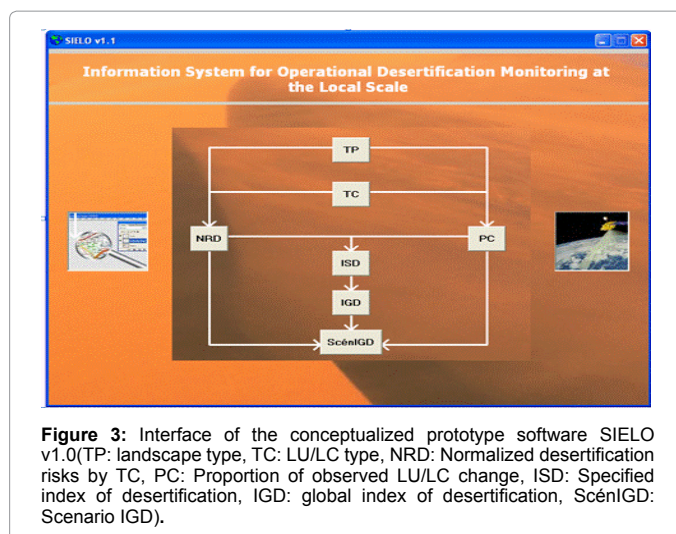 SIELO v1.1
Information System for Operational Desertification Monitoring at
the Local Scale
TP
TC
NRD
PC
ISD
IGD
ScénIGD
Figure 3: Interface of the conceptualized prototype software SIELO
v1.0(TP: landscape type, TC: LU/LC type, NRD: Normalized desertification
risks by TC, PC: Proportion of observed LU/LC change, ISD: Specified
index of desertification, IGD: global index of desertification, ScénIGD:
Scenario IGD).